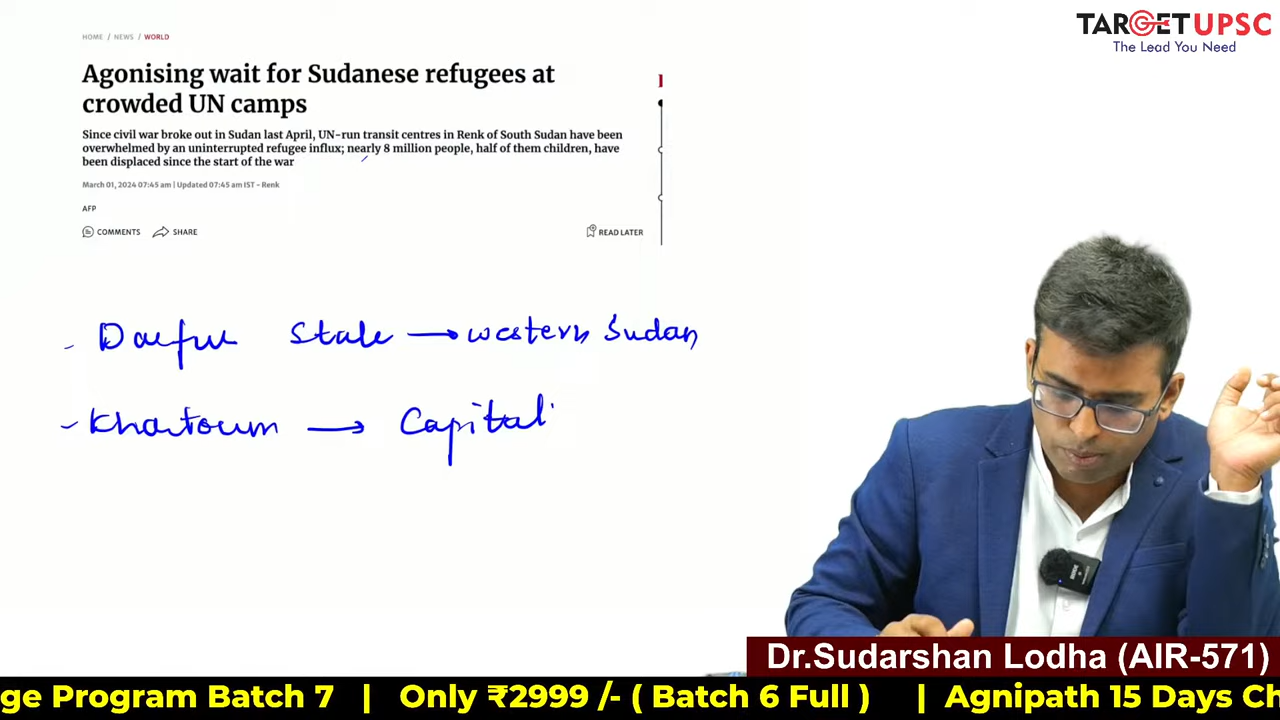 TARGETUPSC
The Lead You Need
HOME / NEWS / WORLD
Agonising wait for Sudanese refugees at
crowded UN camps
Since civil war broke out in Sudan last April, UN-run transit centres in Renk of South Sudan have been
overwhelmed by an uninterrupted refugee influx; nearly 8 million people, half of them children, have
been displaced since the start of the war
March 01, 2024 07:45 am | Updated 07:45 am IST - Renk
AFP
COMMENTS SHARE READ LATER
Darfur State → western Sudan
- Khartoum → Capital
Dr.Sudarshan Lodha (AIR-571)
ge Program Batch 7 | Only ₹2999 /- ( Batch 6 Full ) | Agnipath 15 Days Ch